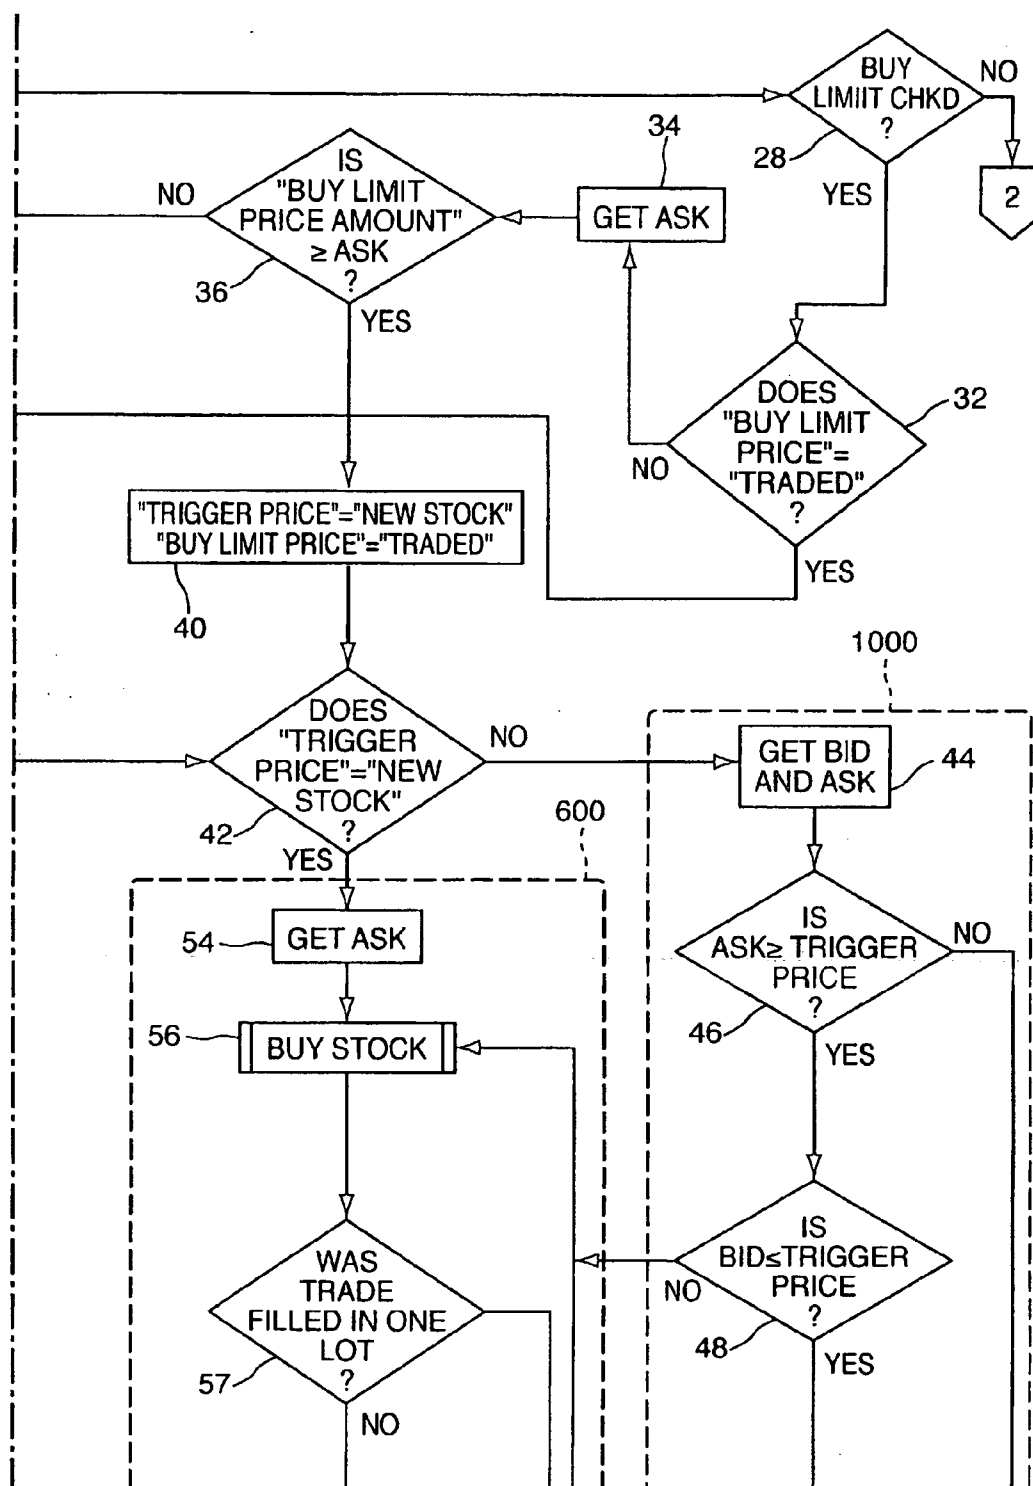 BUY
LIMIIT CHKD
?
NO
28
YES
2
34
GET ASK
IS
"BUY LIMIT
PRICE AMOUNT"
≥ ASK
?
NO
36
YES
DOES
"BUY LIMIT
PRICE"=
"TRADED"
?
32
NO
YES
"TRIGGER PRICE"="NEW STOCK"
"BUY LIMIT PRICE"="TRADED"
40
1000
DOES
"TRIGGER
PRICE"="NEW
STOCK"
?
NO
42
YES
GET BID
AND ASK
44
600
54
GET ASK
IS
ASK≥ TRIGGER
PRICE
?
NO
46
YES
56
BUY STOCK
IS
BID≤TRIGGER
PRICE
?
NO
48
YES
WAS
TRADE
FILLED IN ONE
LOT
?
57
NO